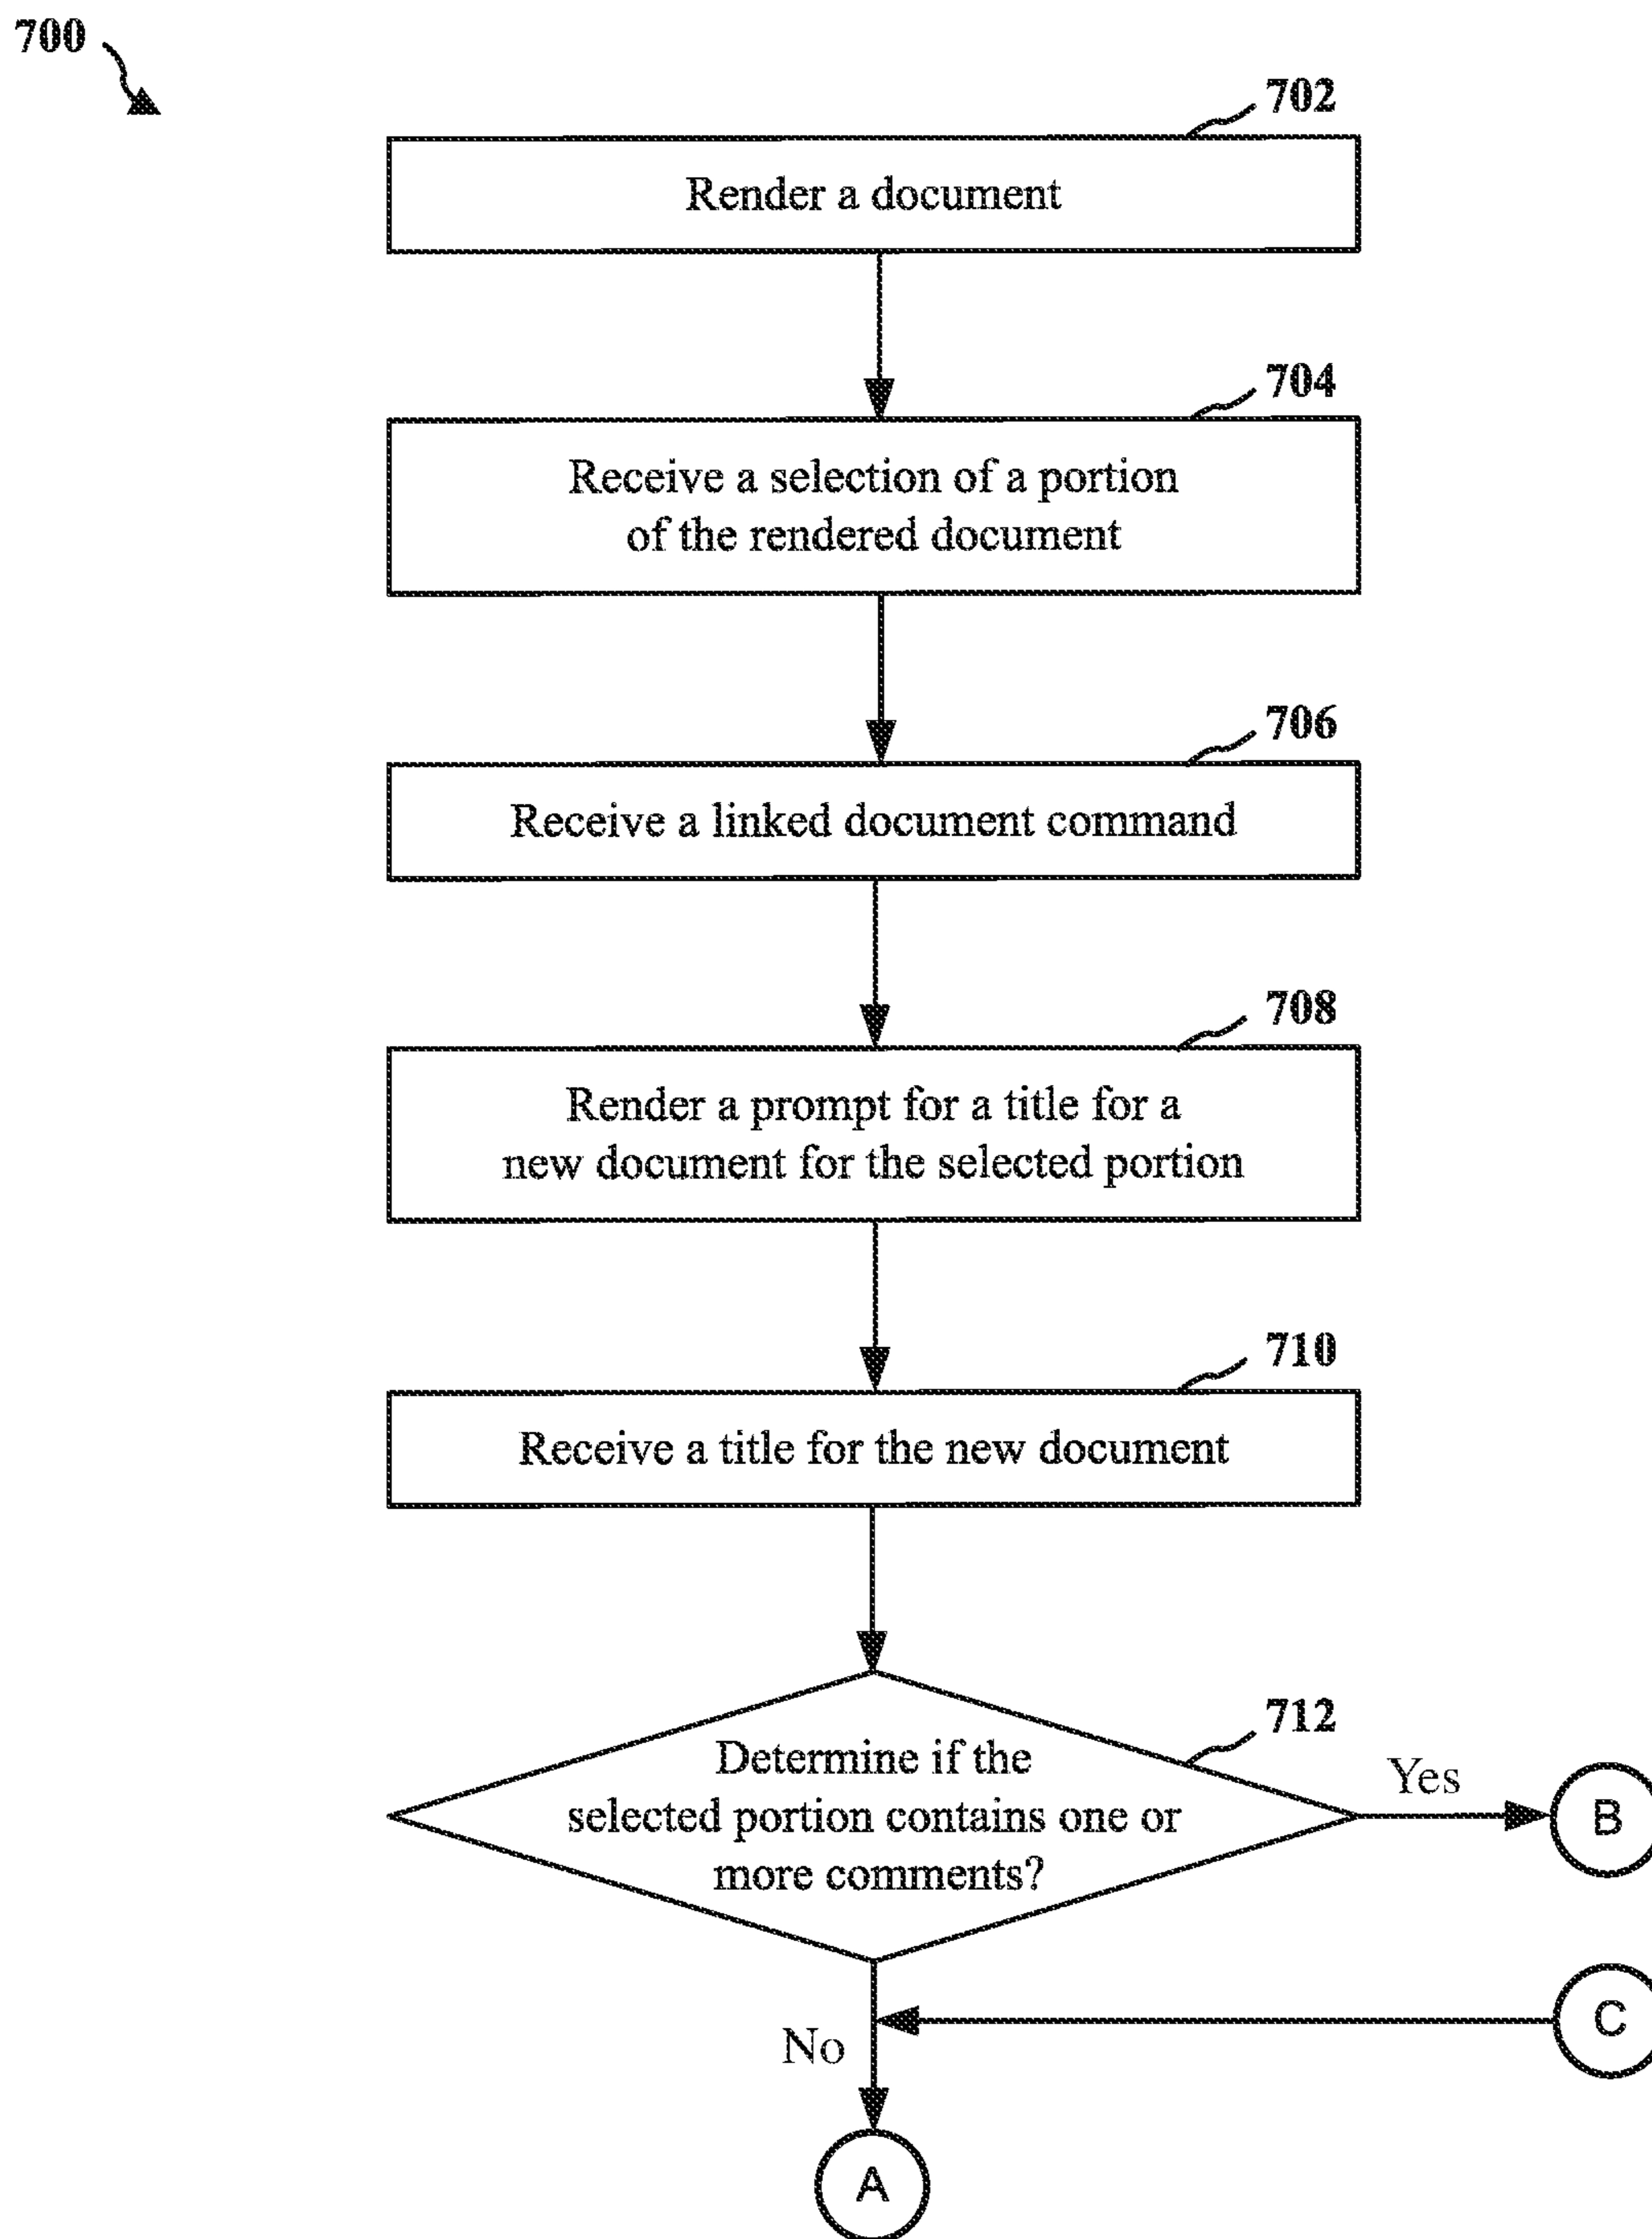 700
702
Render a document
704
Receive a selection of a portion
of the rendered document
706
Receive a linked document command
708
Render a prompt for a title for a
new document for the selected portion
710
Receive a title for the new document
712
Determine if the
selected portion contains one or
more comments?
Yes
B
C
No
A